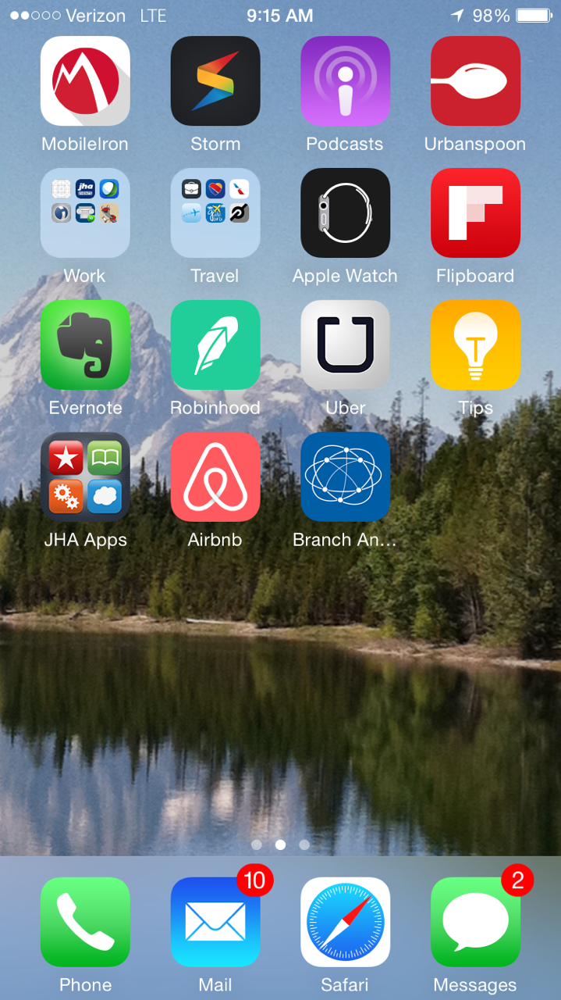 Verizon LTE 9:15 AM 98%
MobileIron Storm Podcasts Urbanspoon
jha
Work Travel Apple Watch Flipboard
Evernote Robinhood Uber Tips
JHA Apps Airbnb Branch An...
10 2
Phone Mail Safari Messages